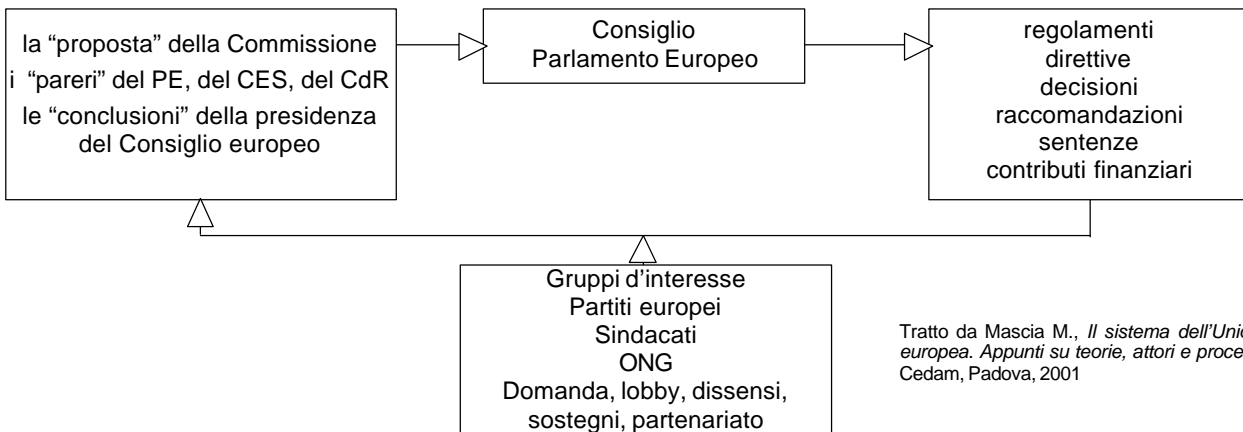 la “proposta” della Commissione
i “pareri” del PE, del CES, del CdR
le “conclusioni” della presidenza
del Consiglio europeo
Consiglio
Parlamento Europeo
regolamenti
direttive
decisioni
raccomandazioni
sentenze
contributi finanziari
Gruppi d’interesse
Partiti europei
Sindacati
ONG
Domanda, lobby, dissensi,
sostegni, partenariato
Tratto da Mascia M., Il sistema dell’Unio
europea. Appunti su teorie, attori e proce
Cedam, Padova, 2001